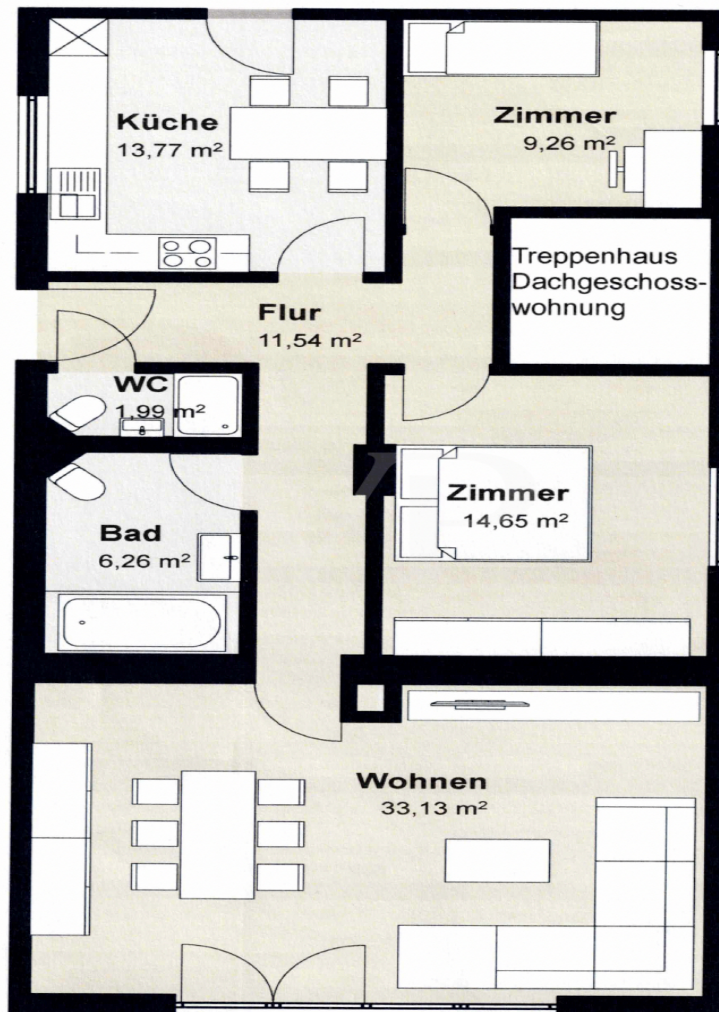 Küche
13,77 m²
Zimmer
9,26 m²
Treppenhaus
Dachgeschoss-
wohnung
Flur
11,54 m²
WC
1,99 m²
Zimmer
14,65 m²
Bad
6,26 m²
Wohnen
33,13 m²